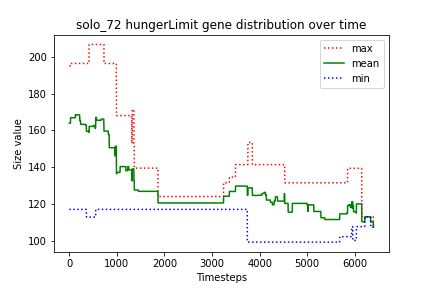 solo_72 hungerLimit gene distribution over time
max
mean
min
Size value
200
180
160
140
120
100
0 1000 2000 3000 4000 5000 6000
Timesteps